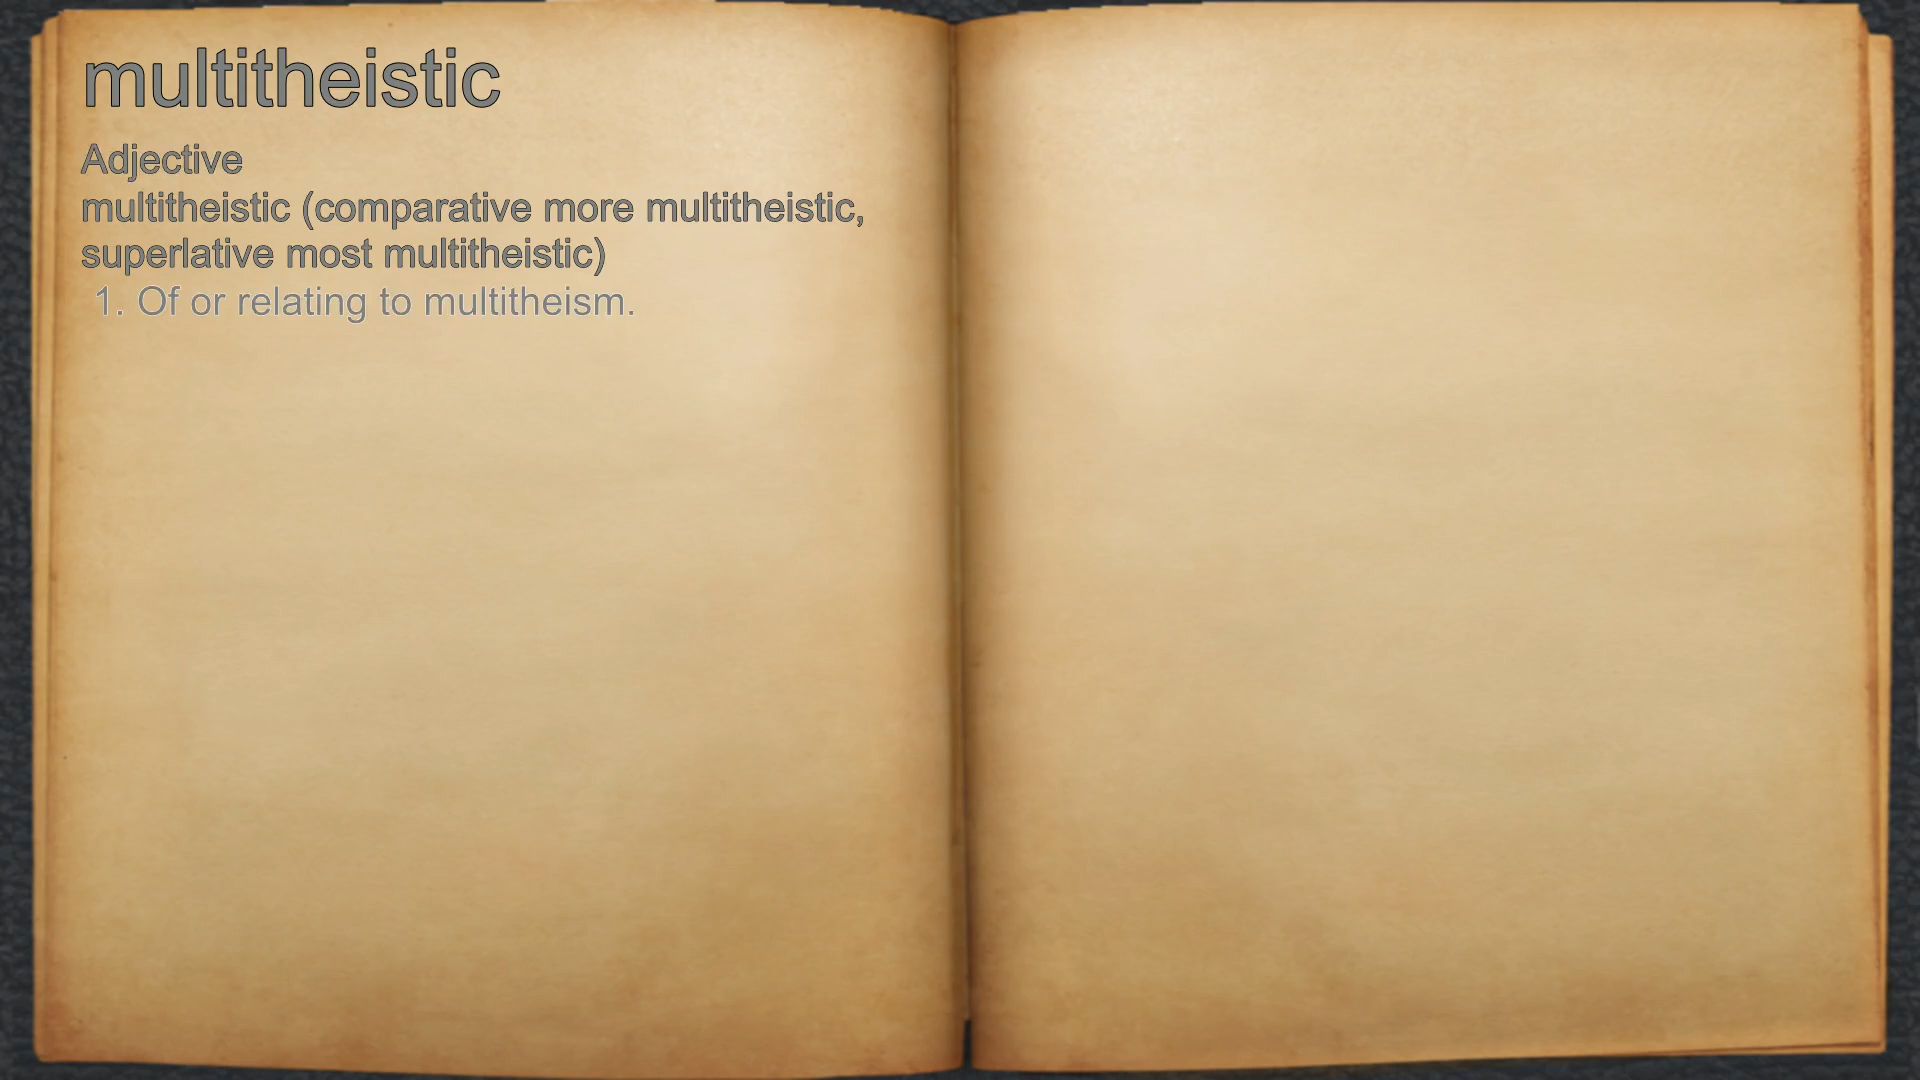 multitheistic
Adjective
multitheistic (comparative more multitheistic,
superlative most multitheistic)
1. Of or relating to multitheism.